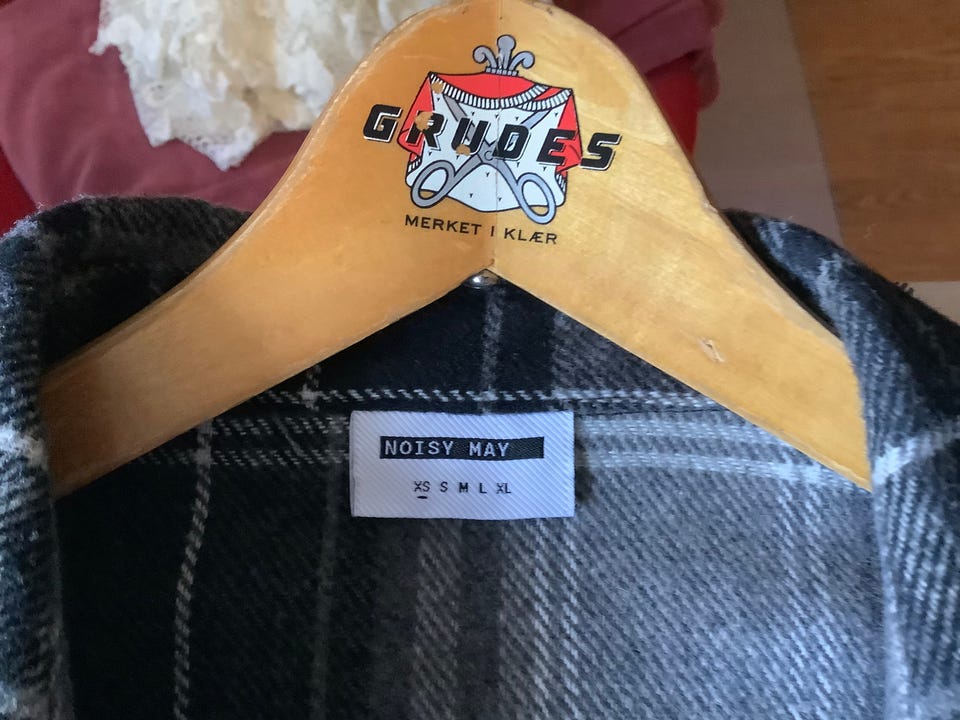 GRUDES
MERKET I KLÆR
NOISY MAY
XS S M L XL